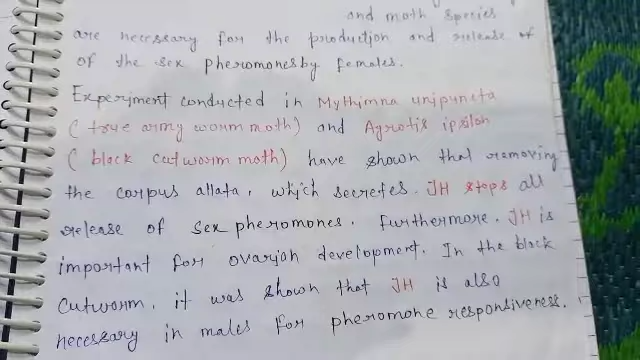 and moth species
are necessary for the production and release of
of the sex pheromones by females.
Experiment conducted in Mythimna unipuncta
( true army worm moth) and Agrotis ipsilon
( black cutworm moth) have shown that removing
the corpus allata, which secretes. JH stops all
release of sex pheromones. Furthermore. JH is
important for ovarian development. In the black
Cutworm. it was shown that JH is also
necessary in males for pheromone responsiveness.